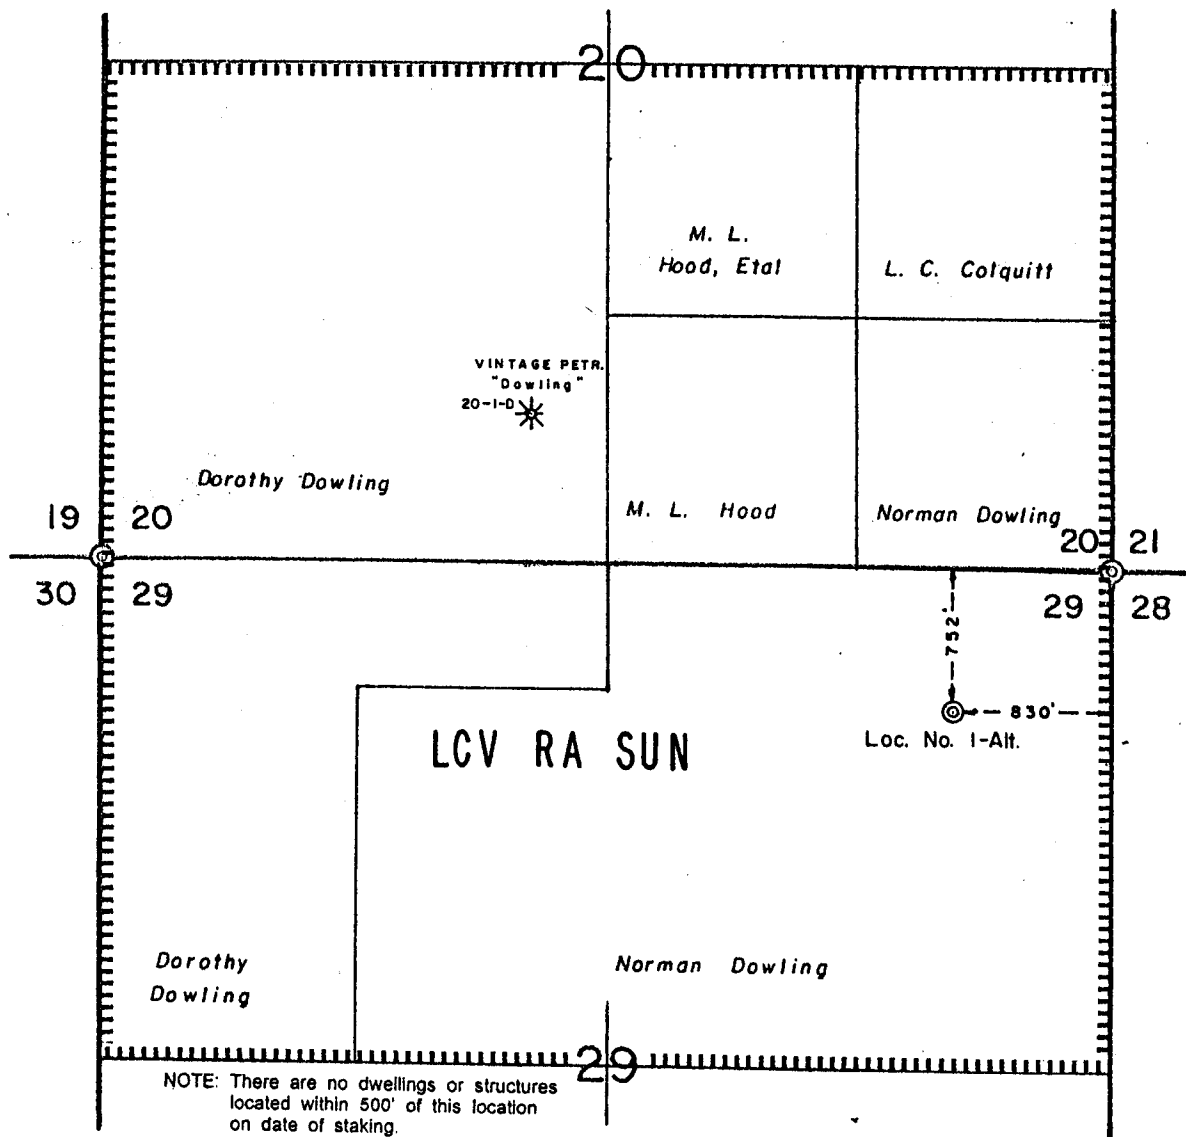 20
M. L.
Hood, Etal
L. C. Colquitt
VINTAGE PETR.
"Dowling"
20-1-D
Dorothy Dowling
M. L. Hood
Norman Dowling
19 20
20 21
30 29
29 28
752'
830'
Loc. No. 1-Alt.
LCV RA SUN
Dorothy
Dowling
Norman Dowling
29
NOTE: There are no dwellings or structures
located within 500' of this location
on date of staking.